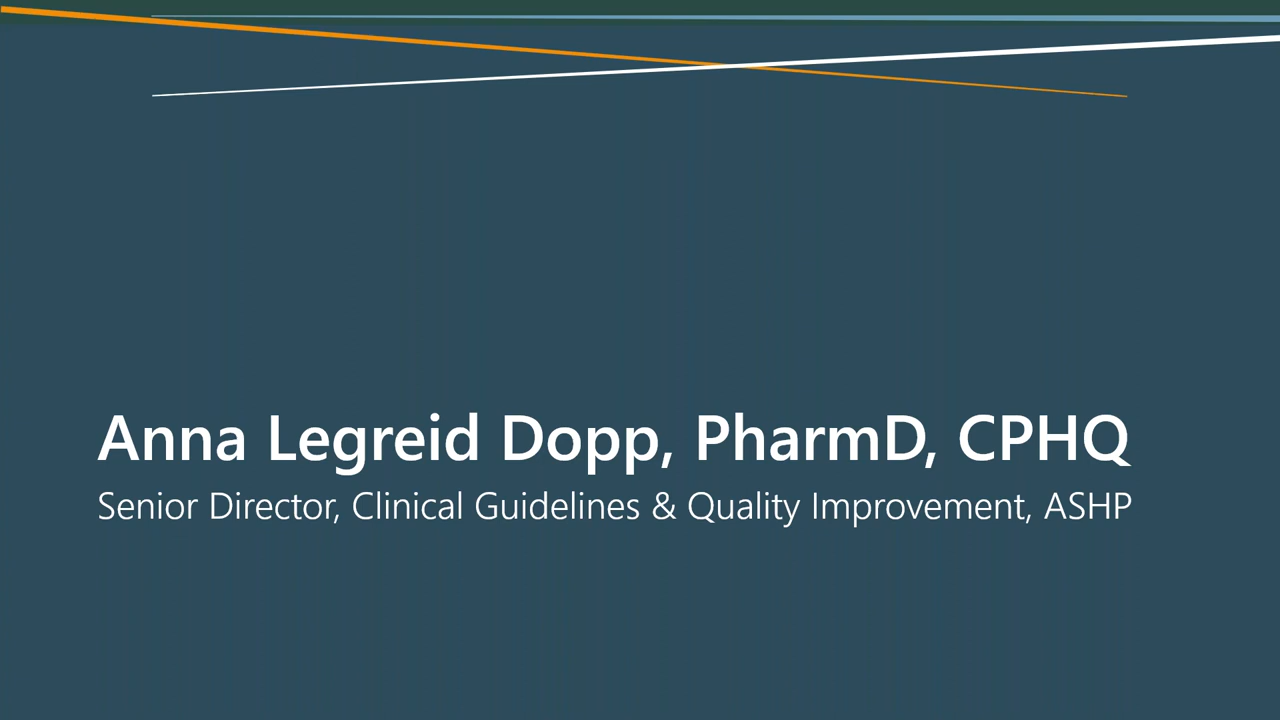 Anna Legreid Dopp, PharmD, CPHQ
Senior Director, Clinical Guidelines & Quality Improvement, ASHP